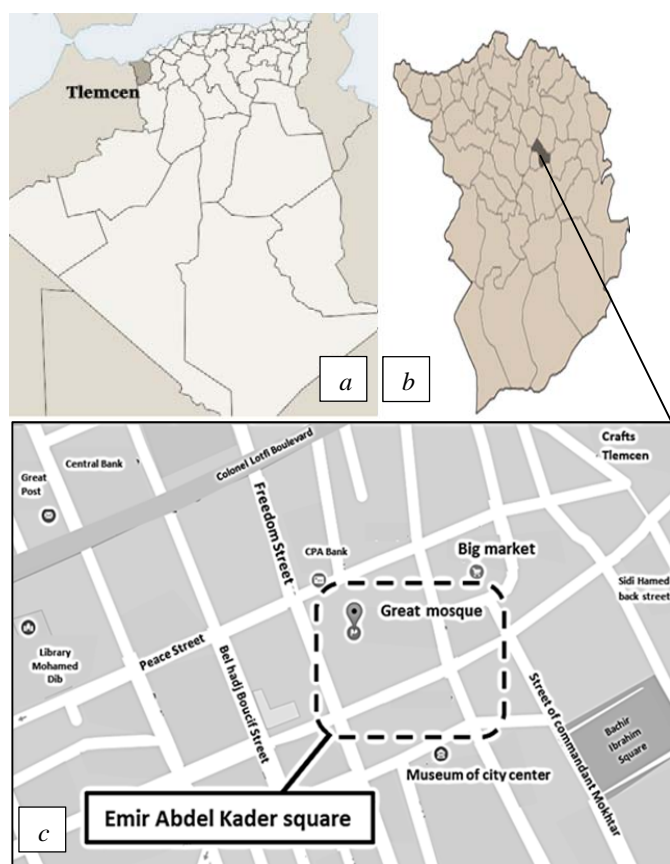 Tlemcen
a
b
Colonel Lotfi Boulevard
Crafts
Tlemcen
Central Bank
Great
Post
Freedom Street
CPA Bank
Big market
Sidi Hamed
back street
Great mosque
Library
Mohamed
Dib
Peace Street
Bel hadj Boucif Street
Street of commandant Mokhtar
Bachir
Ibrahim
Square
Museum of city center
Emir Abdel Kader square
c